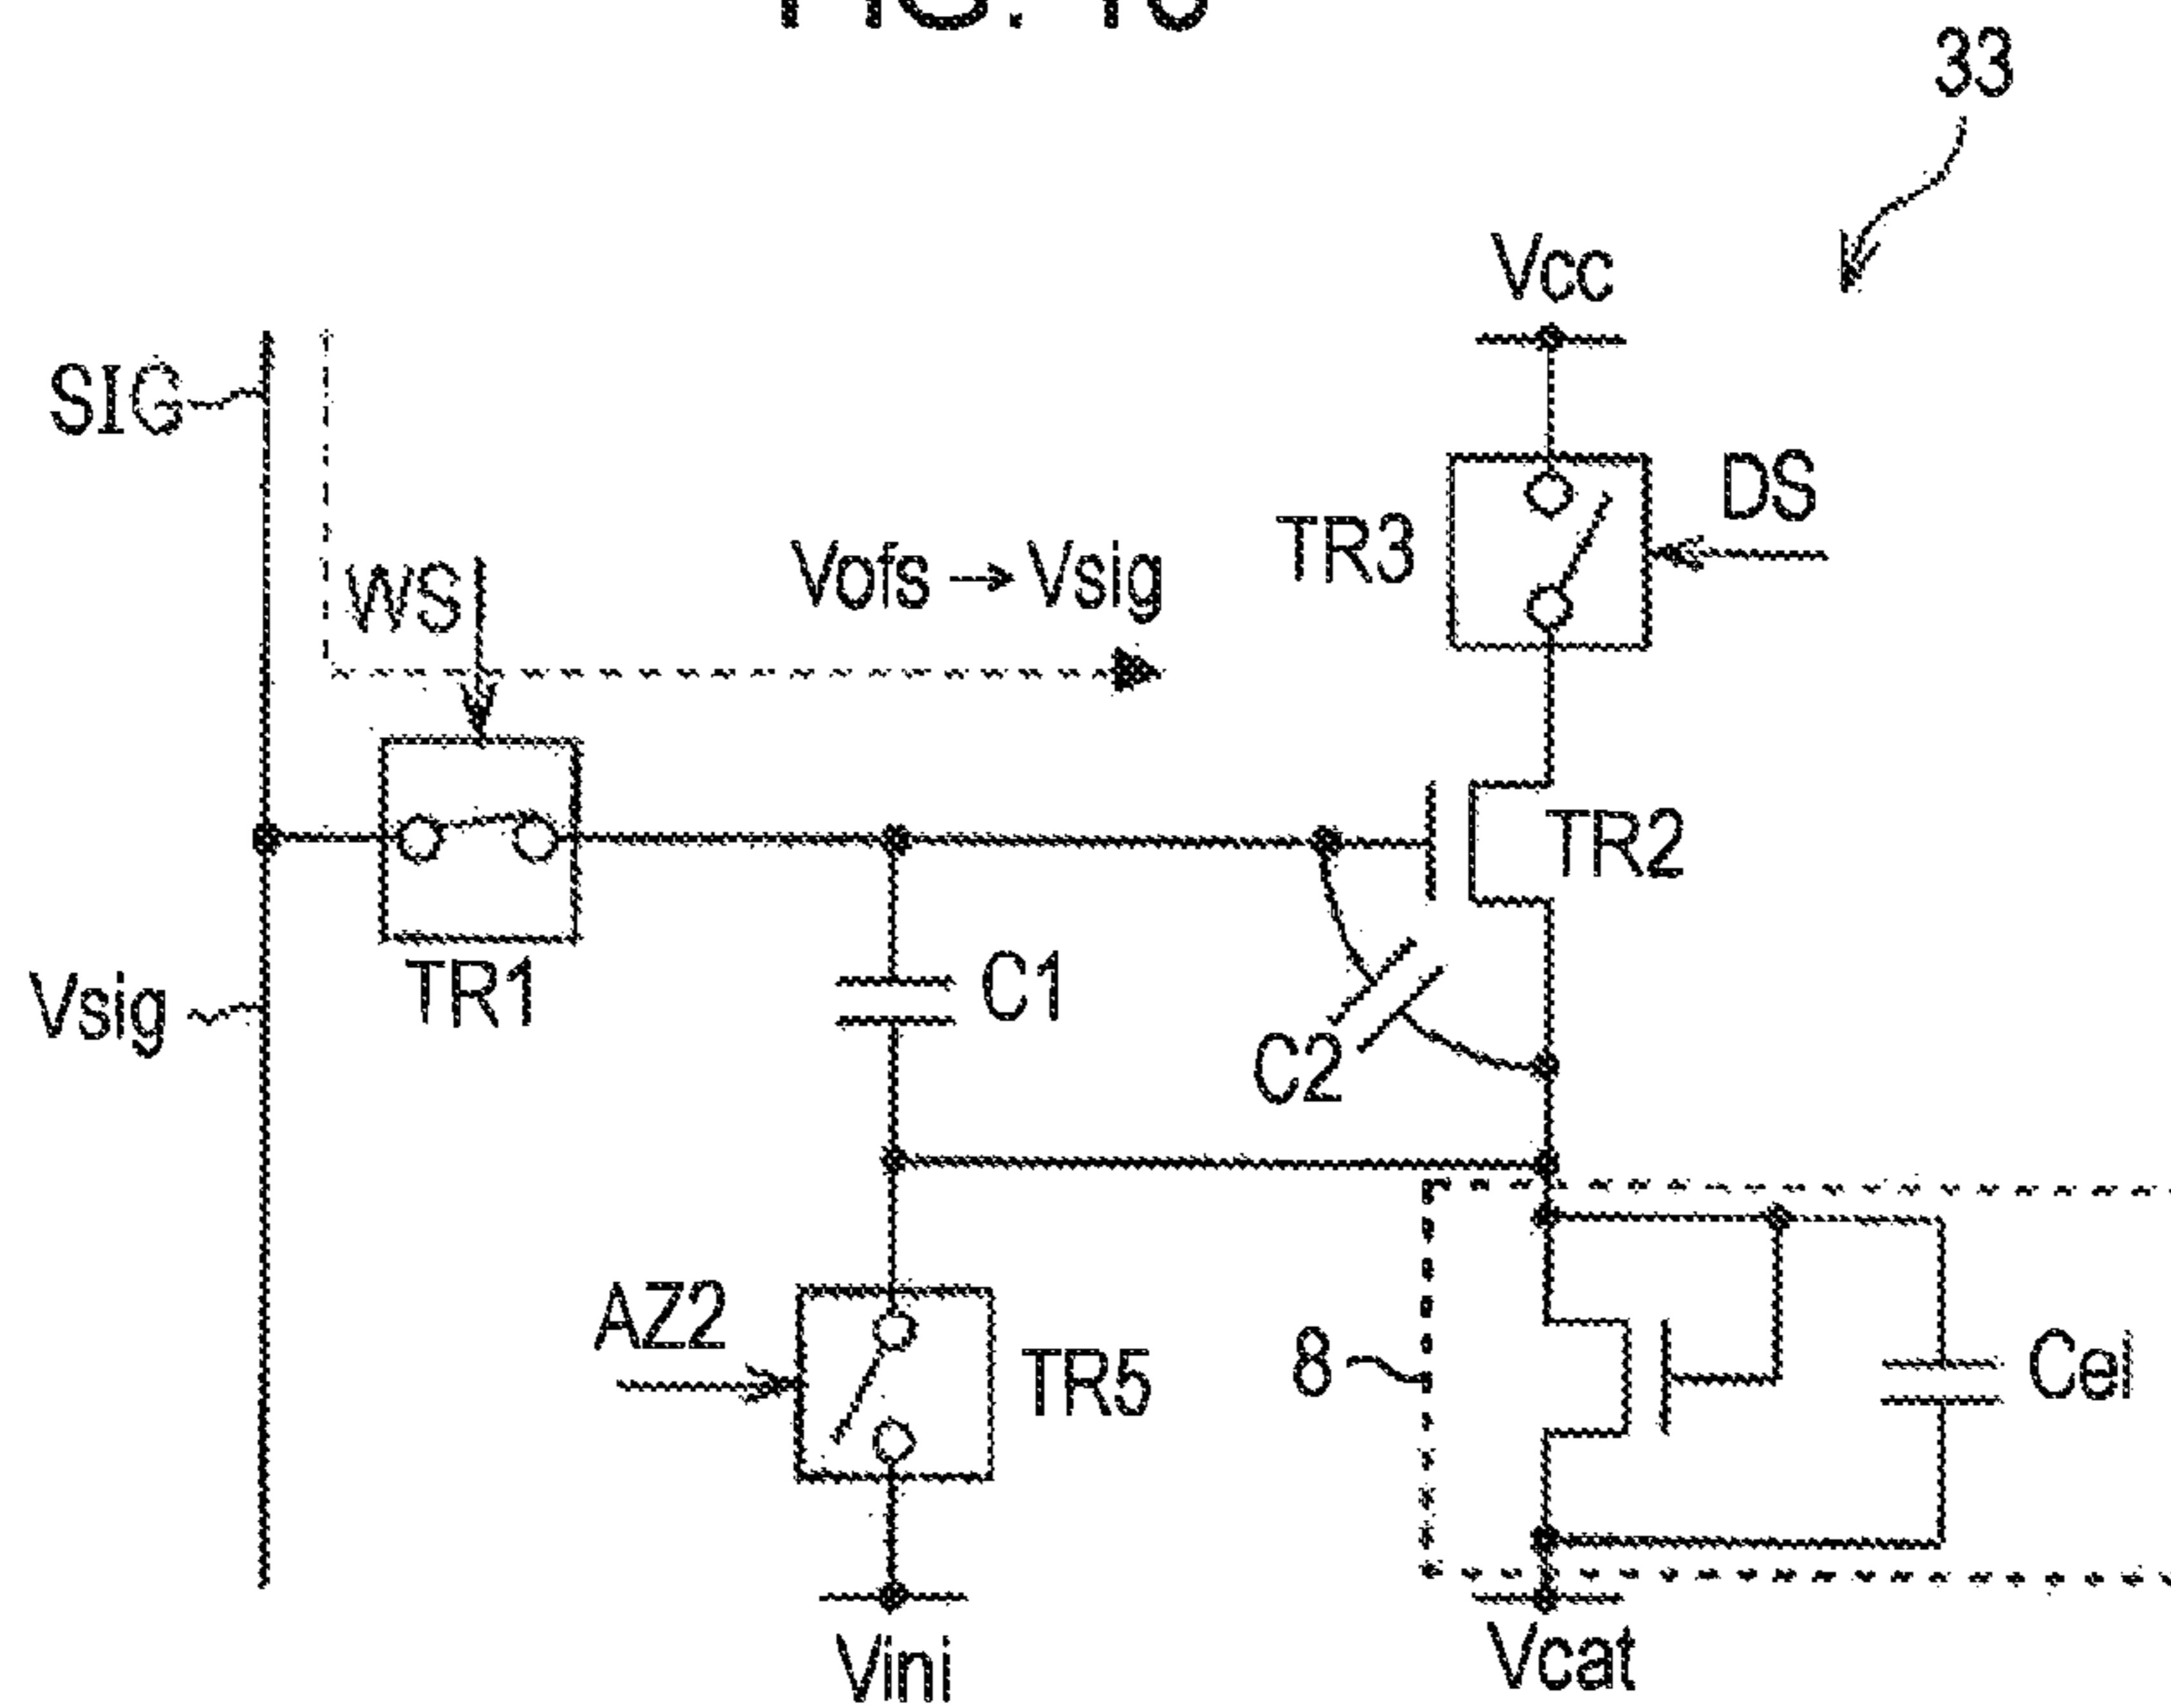 33
Vcc
SIG
DS
TR3
WS
Vofs → Vsig
TR2
C1
TR1
Vsig
C2
AZ2
TR5
8
Cel
Vini
Vcat